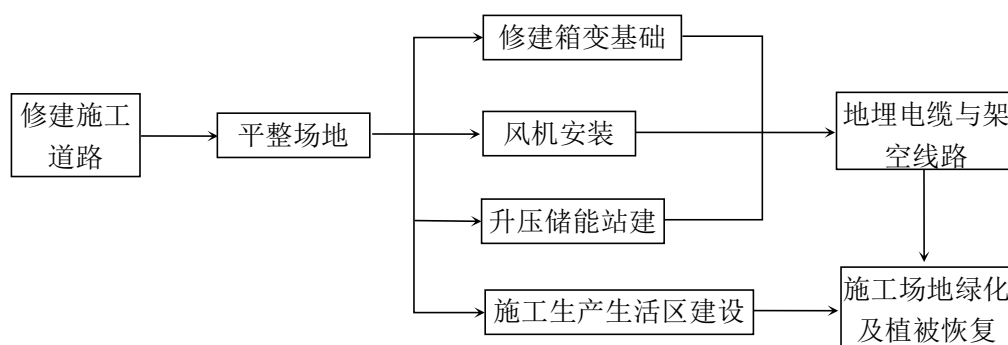 修建施工
道路
平整场地
修建箱变基础
风机安装
升压储能站建
施工生产生活区建设
地埋电缆与架
空线路
施工场地绿化
及植被恢复